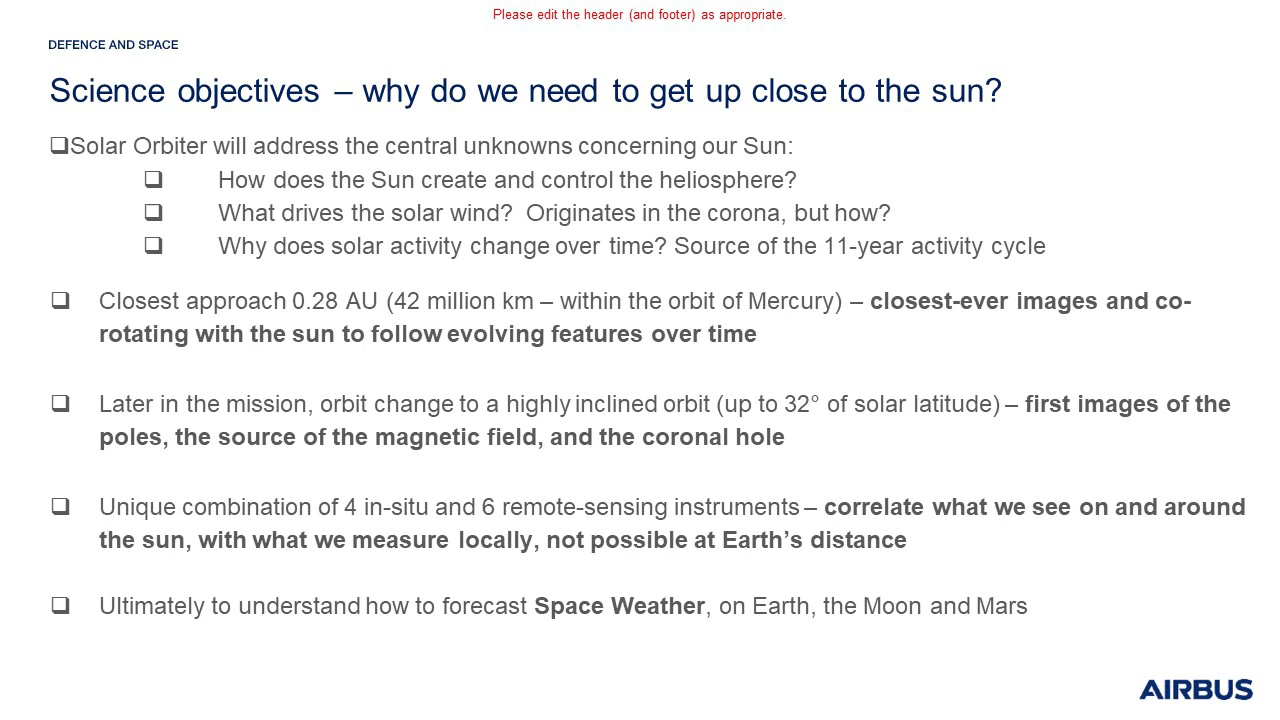 Please edit the header (and footer) as appropriate.
DEFENCE AND SPACE
Science objectives – why do we need to get up close to the sun?
❑Solar Orbiter will address the central unknowns concerning our Sun:
❑ How does the Sun create and control the heliosphere?
❑ What drives the solar wind?  Originates in the corona, but how?
❑ Why does solar activity change over time? Source of the 11-year activity cycle
❑ Closest approach 0.28 AU (42 million km – within the orbit of Mercury) – closest-ever images and co-
rotating with the sun to follow evolving features over time
❑ Later in the mission, orbit change to a highly inclined orbit (up to 32° of solar latitude) – first images of the
poles, the source of the magnetic field, and the coronal hole
❑ Unique combination of 4 in-situ and 6 remote-sensing instruments – correlate what we see on and around
the sun, with what we measure locally, not possible at Earth’s distance
❑ Ultimately to understand how to forecast Space Weather, on Earth, the Moon and Mars
AIRBUS